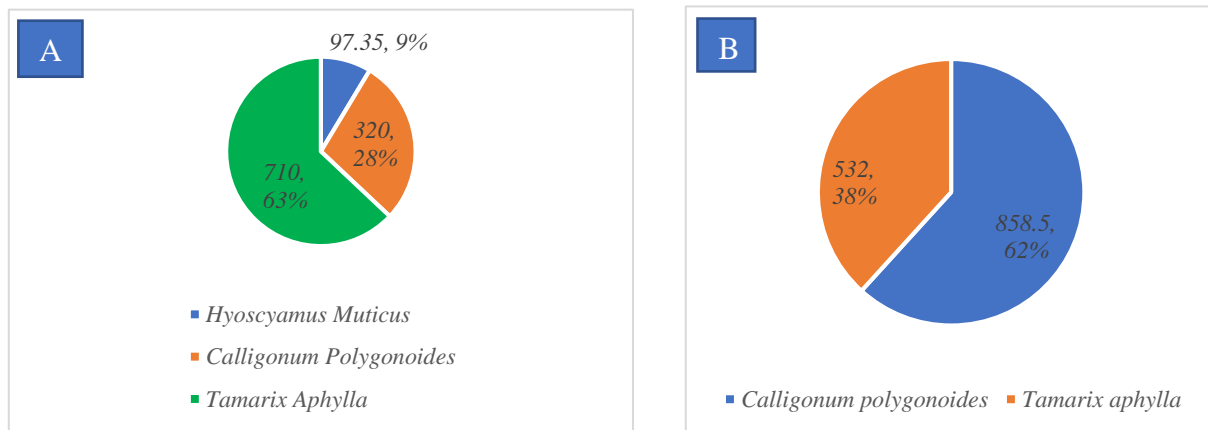 A
97.35, 9%
320,
28%
710,
63%
Hyoscyamus Muticus
Calligonum Polygonoides
Tamarix Aphylla
B
532,
38%
858.5,
62%
Calligonum polygonoides
Tamarix aphylla